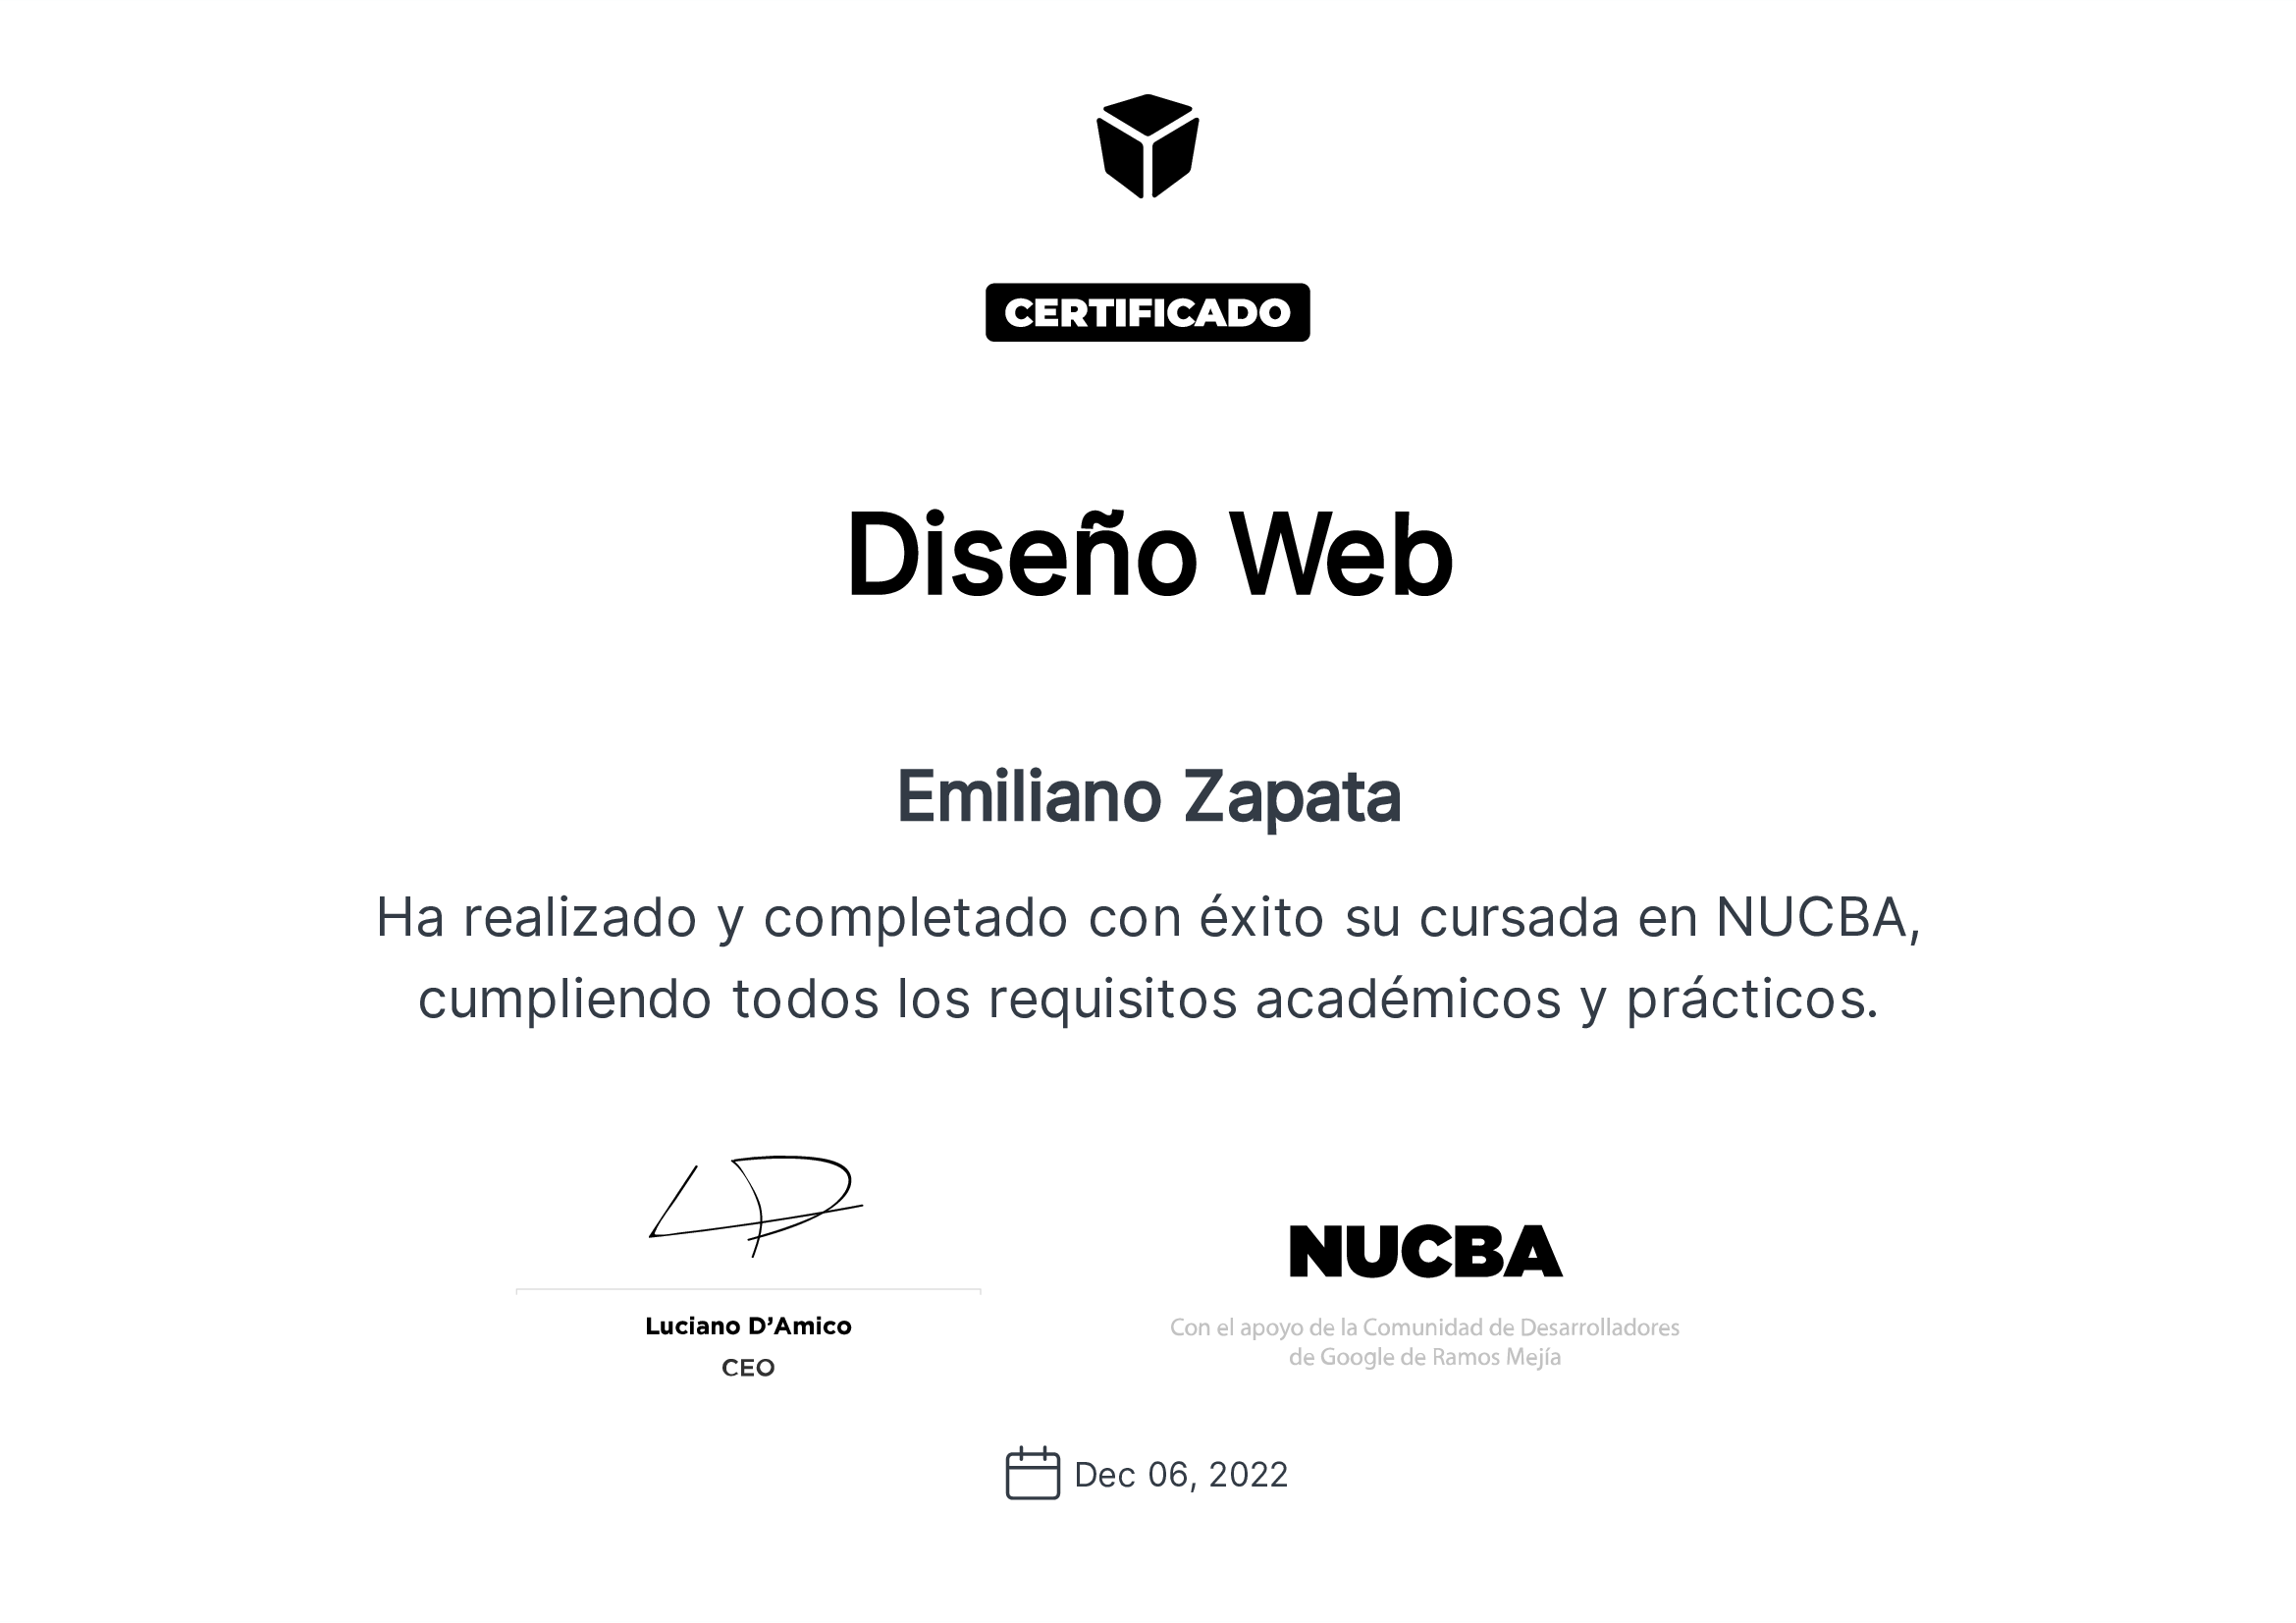 CERTIFICADO
Diseño Web
Emiliano Zapata
Ha realizado y completado con éxito su cursada en NUCBA,
cumpliendo todos los requisitos académicos y prácticos.
Luciano D’Amico
CEO
NUCBA
Con el apoyo de la Comunidad de Desarrolladores
de Google de Ramos Mejía
Dec 06, 2022